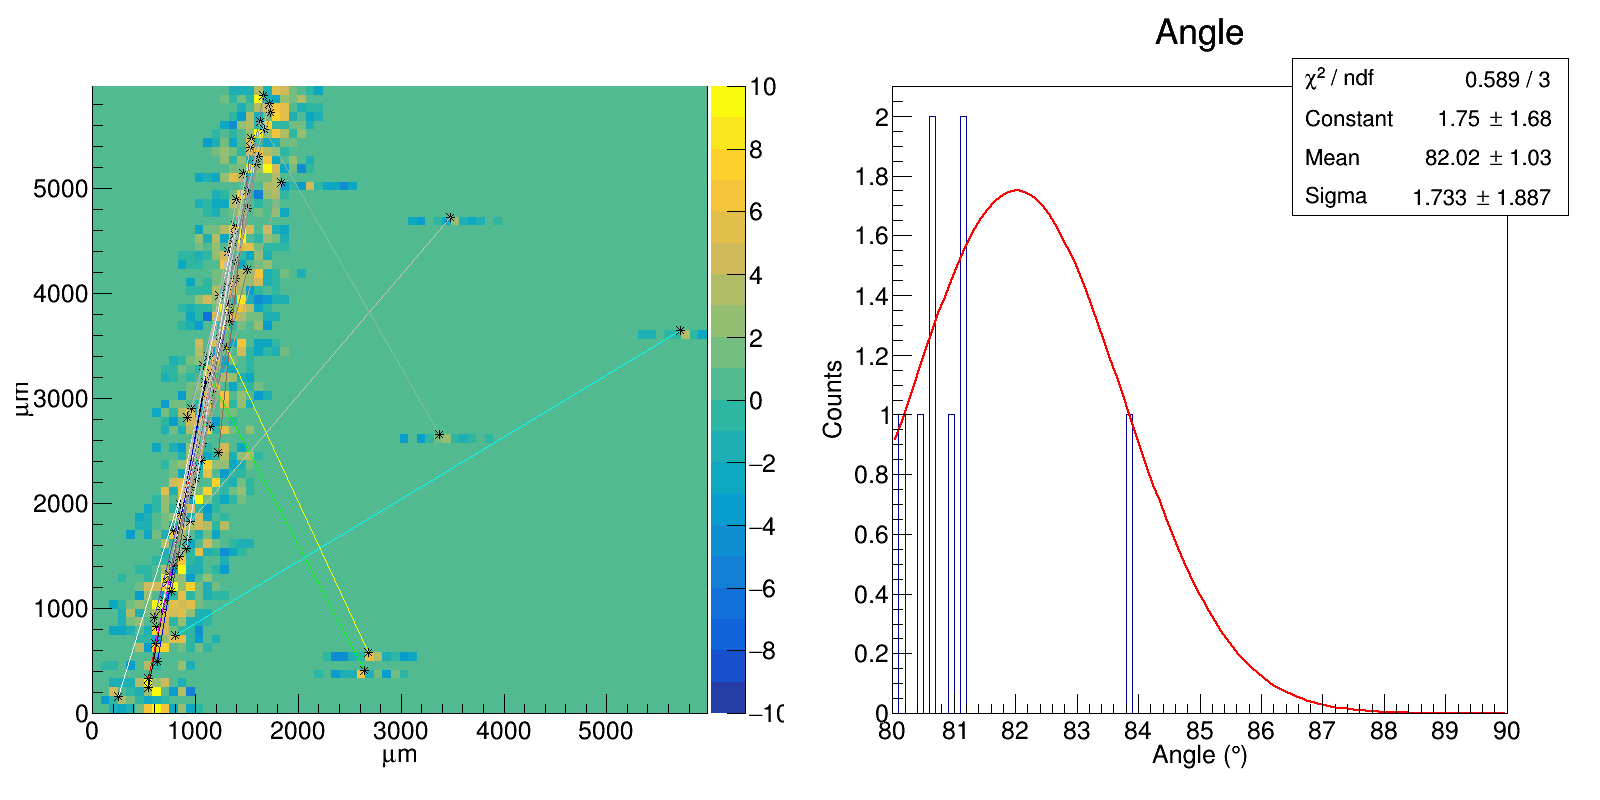 Angle
χ² / ndf 0.589 / 3
Constant 1.75 ± 1.68
Mean 82.02 ± 1.03
Sigma 1.733 ± 1.887
10
8
6
4
2
0
−2
−4
−6
−8
−10
5000
4000
3000
2000
1000
0
μm
0 1000 2000 3000 4000 5000
μm
2
1.8
1.6
1.4
1.2
1
0.8
0.6
0.4
0.2
0
Counts
80 81 82 83 84 85 86 87 88 89 90
Angle (°)